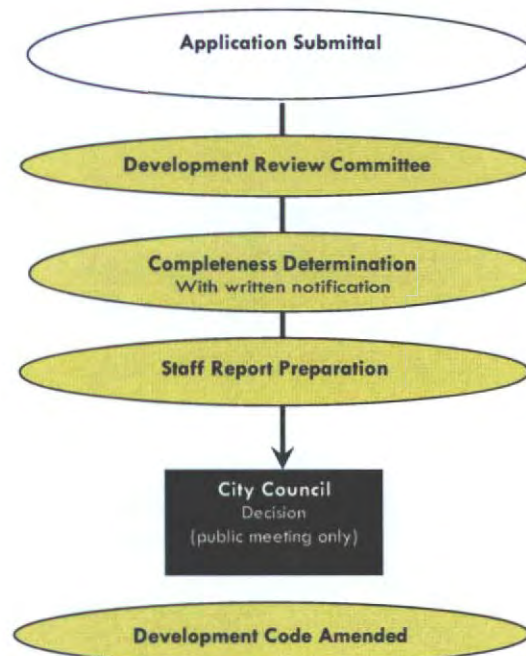 Application Submittal
Development Review Committee
Completeness Determination
With written notification
Staff Report Preparation
City Council
Decision
(public meeting only)
Development Code Amended